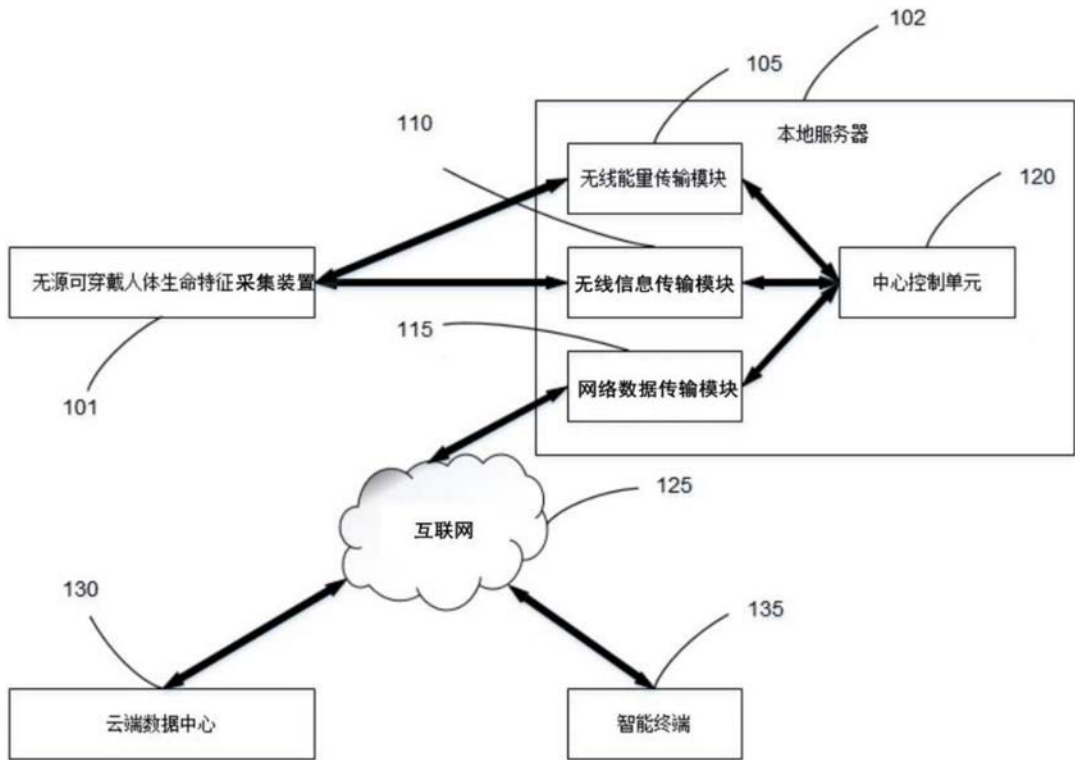 102
105
110
本地服务器
无线能量传输模块
120
无源可穿戴人体生命特征采集装置
无线信息传输模块
中心控制单元
115
网络数据传输模块
101
125
互联网
130
135
云端数据中心
智能终端